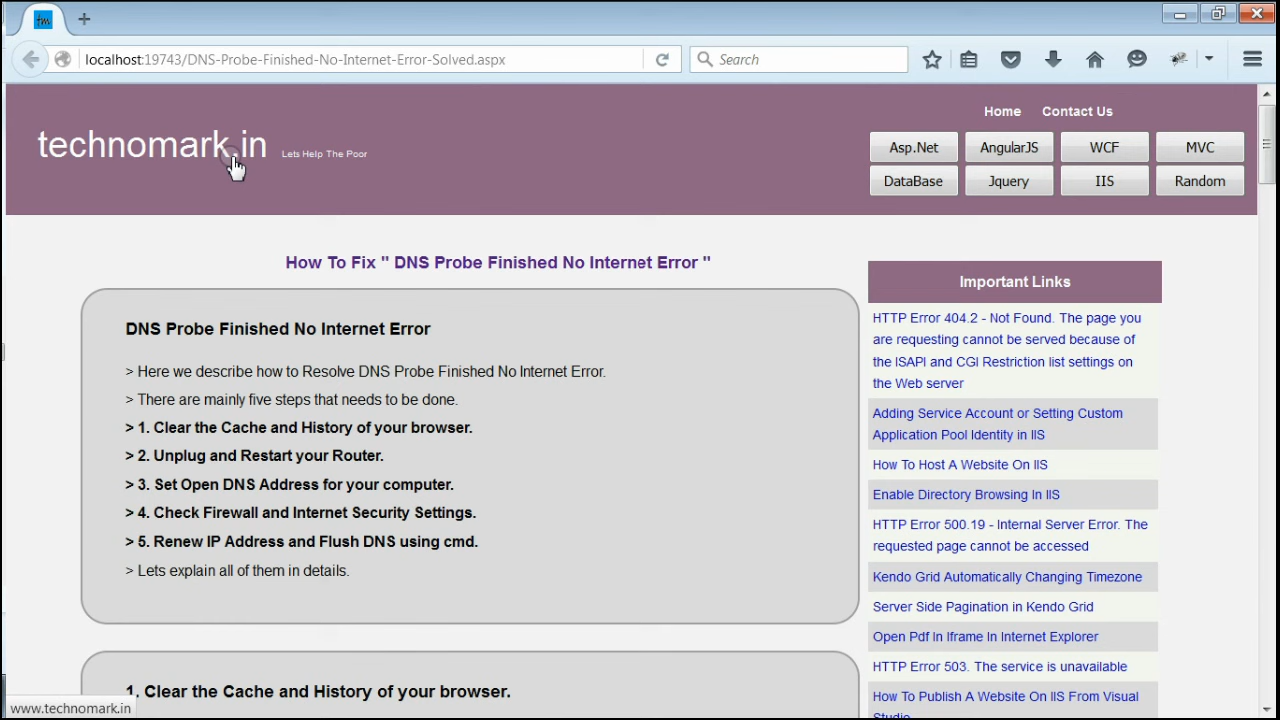 tm
localhost:19743/DNS-Probe-Finished-No-Internet-Error-Solved.aspx
Search
Home Contact Us
technomark.in Lets Help The Poor
Asp.Net AngularJS WCF MVC
DataBase Jquery IIS Random
How To Fix " DNS Probe Finished No Internet Error "
DNS Probe Finished No Internet Error
> Here we describe how to Resolve DNS Probe Finished No Internet Error.
> There are mainly five steps that needs to be done.
> 1. Clear the Cache and History of your browser.
> 2. Unplug and Restart your Router.
> 3. Set Open DNS Address for your computer.
> 4. Check Firewall and Internet Security Settings.
> 5. Renew IP Address and Flush DNS using cmd.
> Lets explain all of them in details.
1. Clear the Cache and History of your browser.
Important Links
HTTP Error 404.2 - Not Found. The page you
are requesting cannot be served because of
the ISAPI and CGI Restriction list settings on
the Web server
Adding Service Account or Setting Custom
Application Pool Identity in IIS
How To Host A Website On IIS
Enable Directory Browsing In IIS
HTTP Error 500.19 - Internal Server Error. The
requested page cannot be accessed
Kendo Grid Automatically Changing Timezone
Server Side Pagination in Kendo Grid
Open Pdf In Iframe In Internet Explorer
HTTP Error 503. The service is unavailable
How To Publish A Website On IIS From Visual
Studio
www.technomark.in